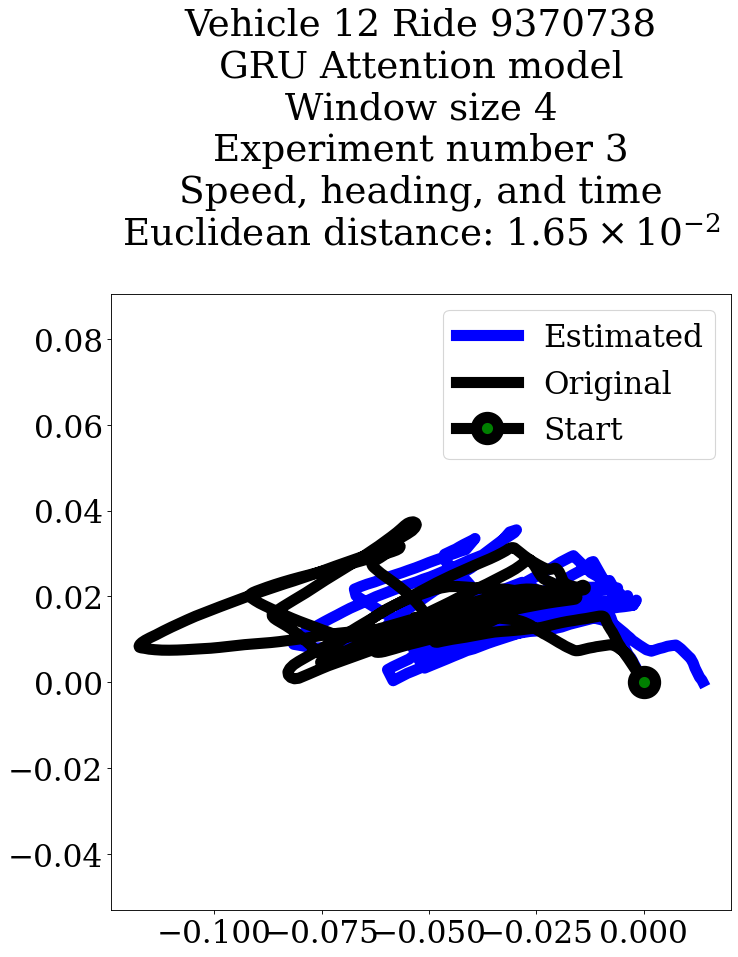 Vehicle 12 Ride 9370738
GRU Attention model
Window size 4
Experiment number 3
Speed, heading, and time
Euclidean distance: 1.65 × 10⁻²
Estimated
Original
Start
0.08
0.06
0.04
0.02
0.00
−0.02
−0.04
−0.100 −0.075 −0.050 −0.025 0.000